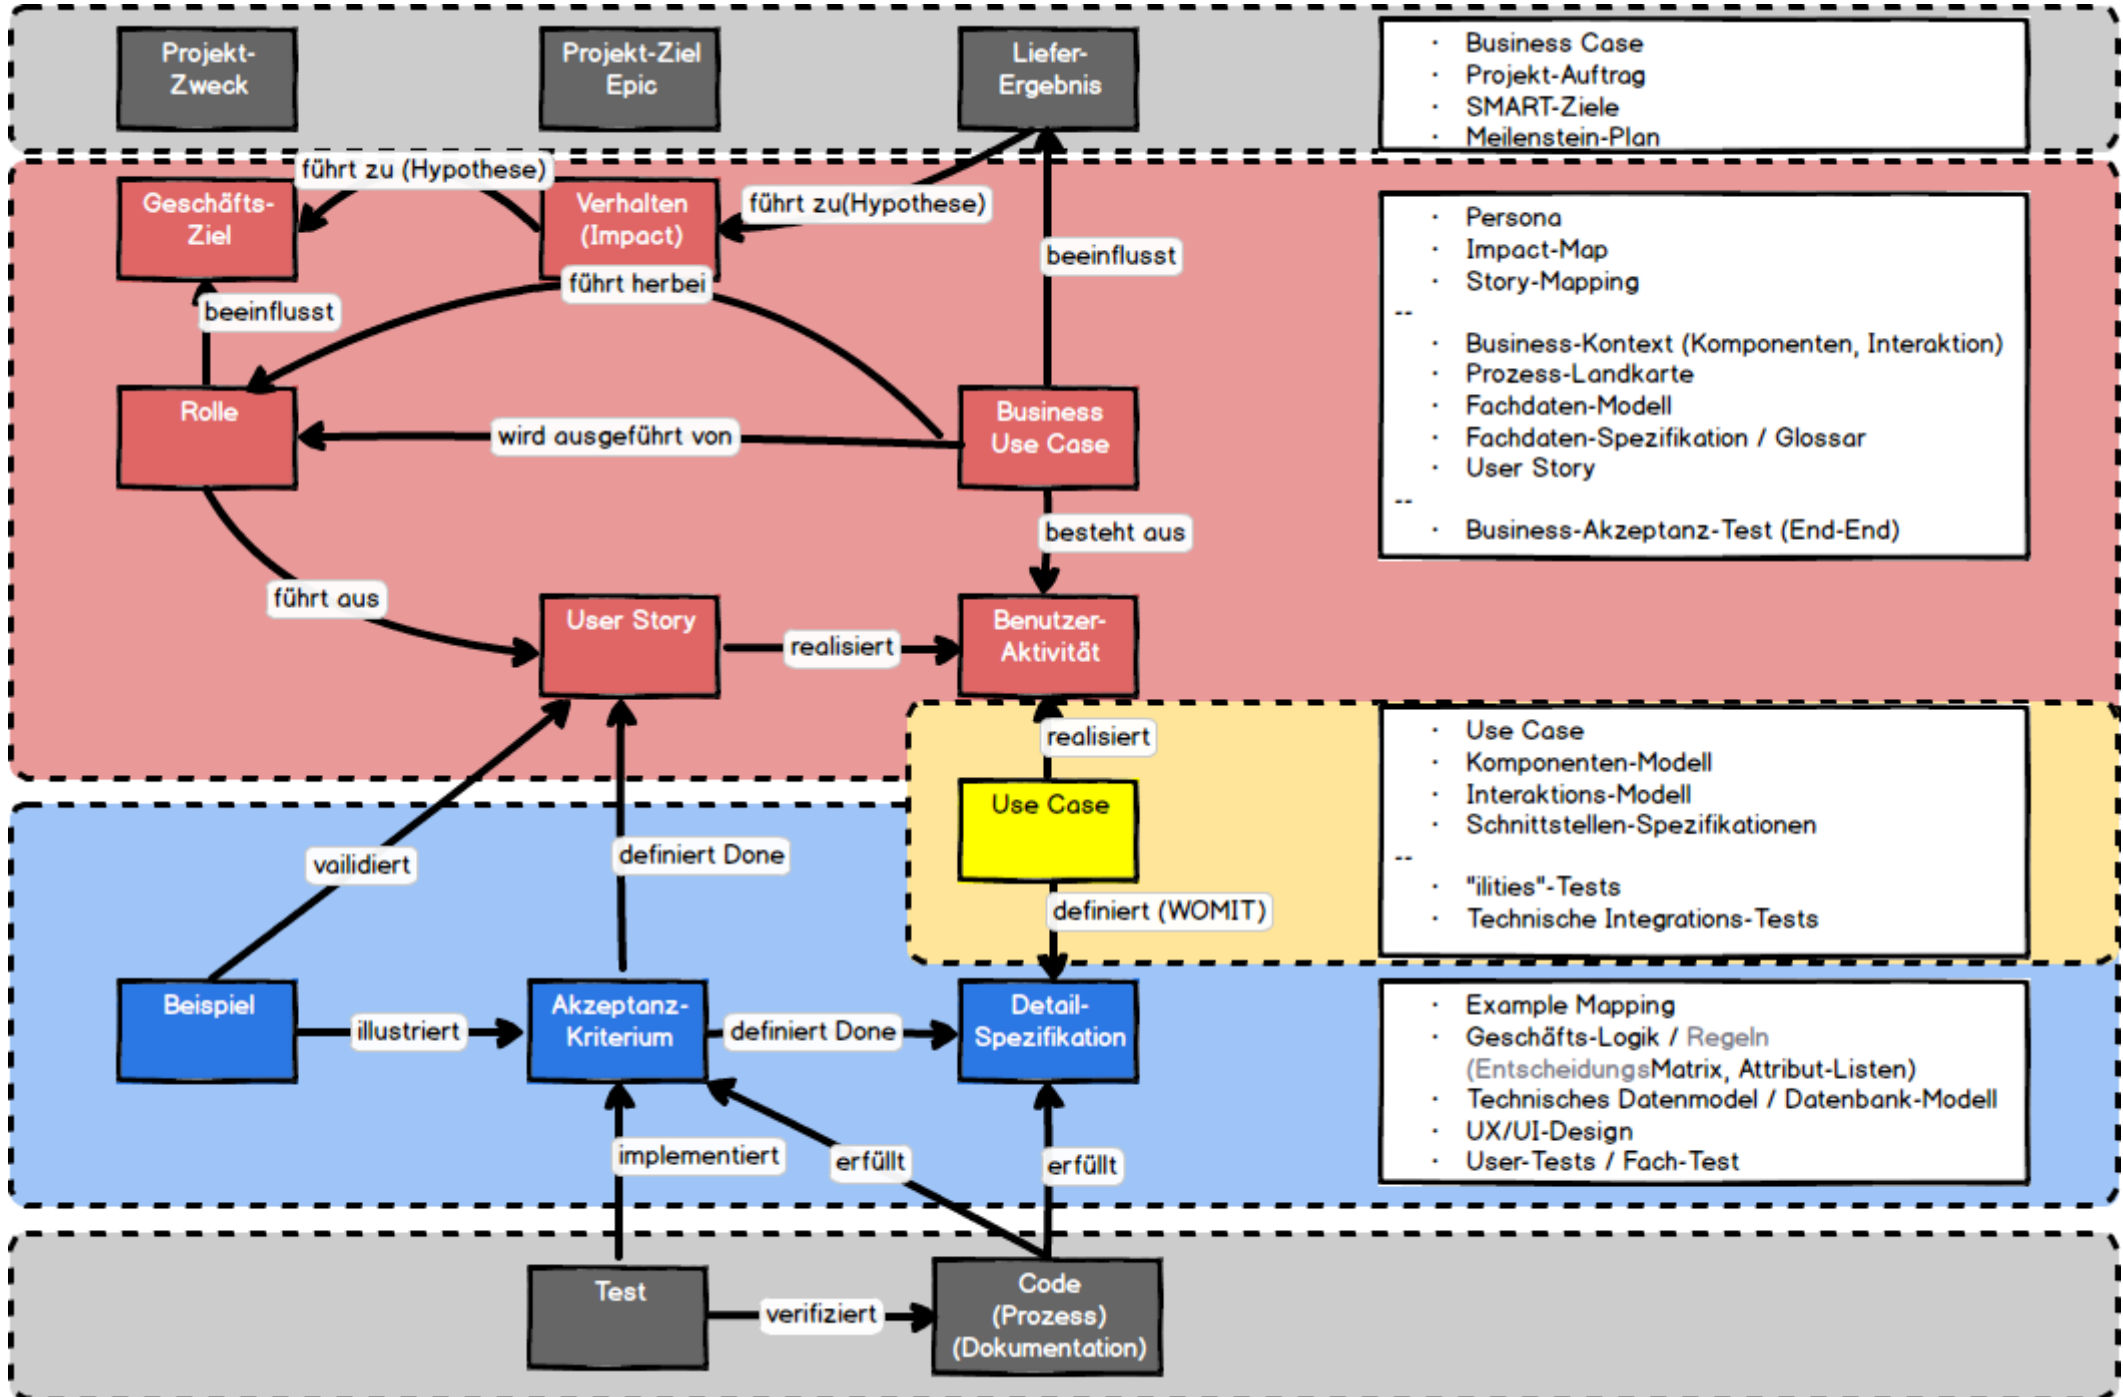 Projekt-
Zweck
Projekt-Ziel
Epic
Liefer-
Ergebnis
· Business Case
· Projekt-Auftrag
· SMART-Ziele
· Meilenstein-Plan
führt zu (Hypothese)
Geschäfts-
Ziel
Verhalten
(Impact)
führt zu(Hypothese)
beeinflusst
führt herbei
beeinflusst
Rolle
wird ausgeführt von
Business
Use Case
besteht aus
führt aus
User Story
realisiert
Benutzer-
Aktivität
· Persona
· Impact-Map
· Story-Mapping
--
· Business-Kontext (Komponenten, Interaktion)
· Prozess-Landkarte
· Fachdaten-Modell
· Fachdaten-Spezifikation / Glossar
· User Story
--
· Business-Akzeptanz-Test (End-End)
realisiert
Use Case
definiert (WOMIT)
· Use Case
· Komponenten-Modell
· Interaktions-Modell
· Schnittstellen-Spezifikationen
--
· "ilities"-Tests
· Technische Integrations-Tests
vailidiert
definiert Done
Beispiel
illustriert
Akzeptanz-
Kriterium
definiert Done
Detail-
Spezifikation
implementiert
erfüllt
erfüllt
· Example Mapping
· Geschäfts-Logik / Regeln
(EntscheidungsMatrix, Attribut-Listen)
· Technisches Datenmodel / Datenbank-Modell
· UX/UI-Design
· User-Tests / Fach-Test
Test
verifiziert
Code
(Prozess)
(Dokumentation)